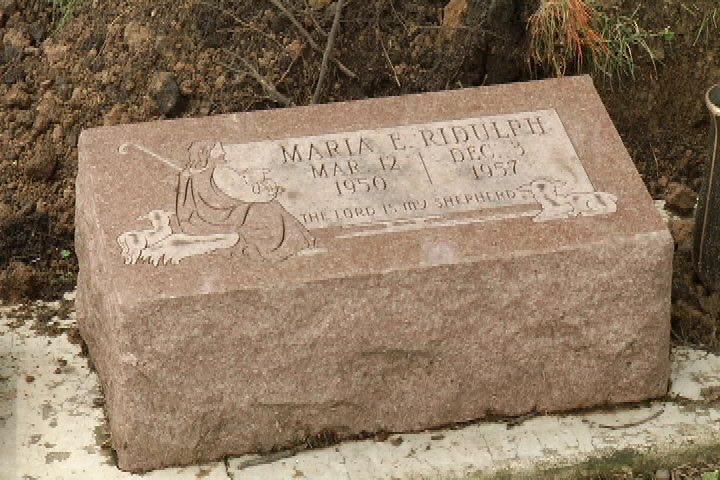 MARIA E. RIDULPH
MAR. 12 DEC. 3
1950 1957
THE LORD IS MY SHEPHERD